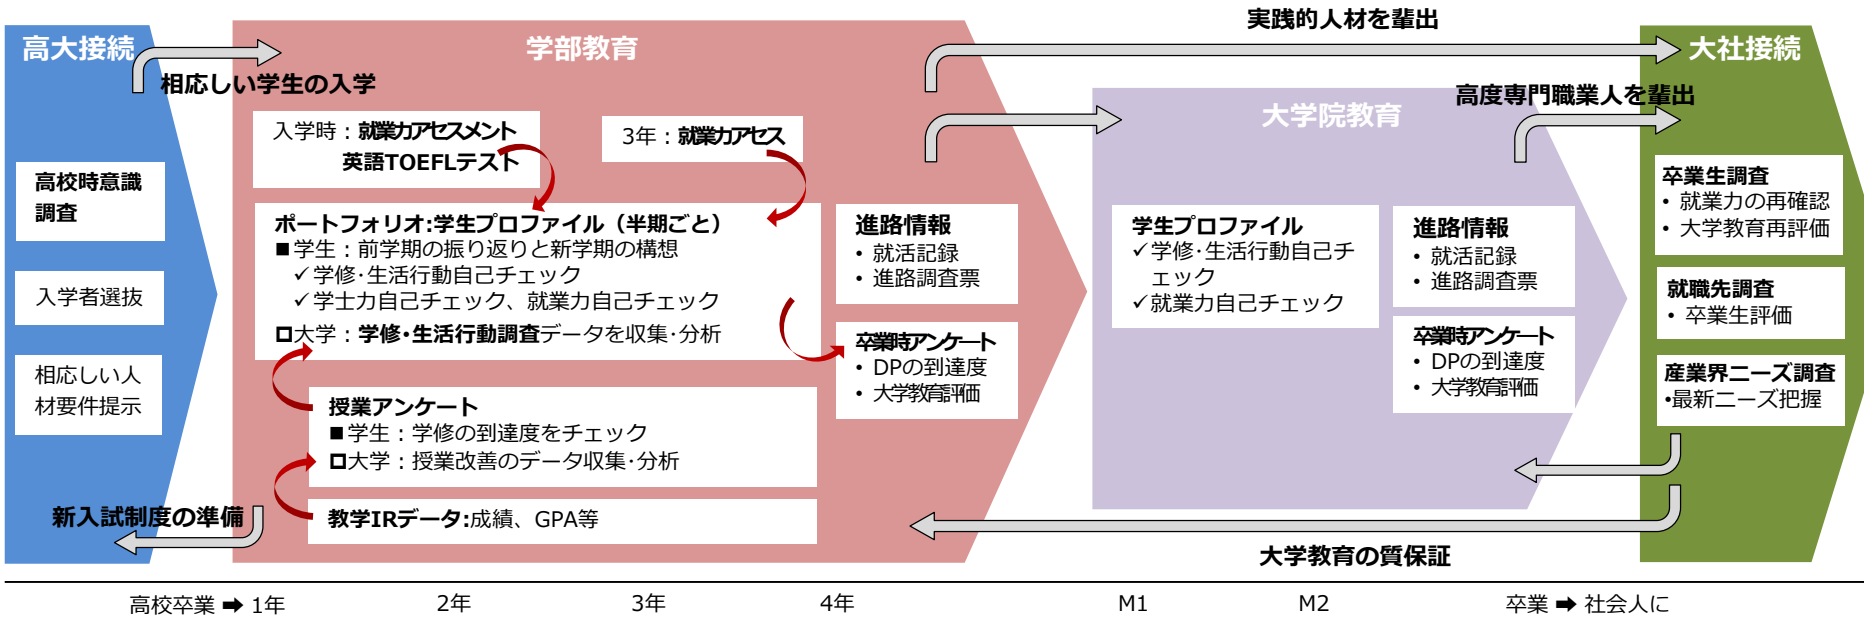 高大接続
相応しい学生の入学
高校時意識
調査
入学者選抜
相応しい人
材要件提示
新入試制度の準備
学部教育
入学時：就業力アセスメント
英語TOEFLテスト
3年：就業力アセス
ポートフォリオ:学生プロファイル（半期ごと）
■学生：前学期の振り返りと新学期の構想
✓学修・生活行動自己チェック
✓学士力自己チェック、就業力自己チェック
□大学：学修・生活行動調査データを収集・分析
授業アンケート
■学生：学修の到達度をチェック
□大学：授業改善のデータ収集・分析
教学IRデータ:成績、GPA等
進路情報
• 就活記録
• 進路調査票
卒業時アンケート
• DPの到達度
• 大学教育評価
実践的人材を輩出
大学院教育
高度専門職業人を輩出
学生プロファイル
✓学修・生活行動自己チ
ェック
✓就業力自己チェック
進路情報
• 就活記録
• 進路調査票
卒業時アンケート
• DPの到達度
• 大学教育評価
大社接続
卒業生調査
• 就業力の再確認
• 大学教育再評価
就職先調査
• 卒業生評価
産業界ニーズ調査
•最新ニーズ把握
大学教育の質保証
高校卒業 ➡ 1年
2年
3年
4年
M1
M2
卒業 ➡ 社会人に